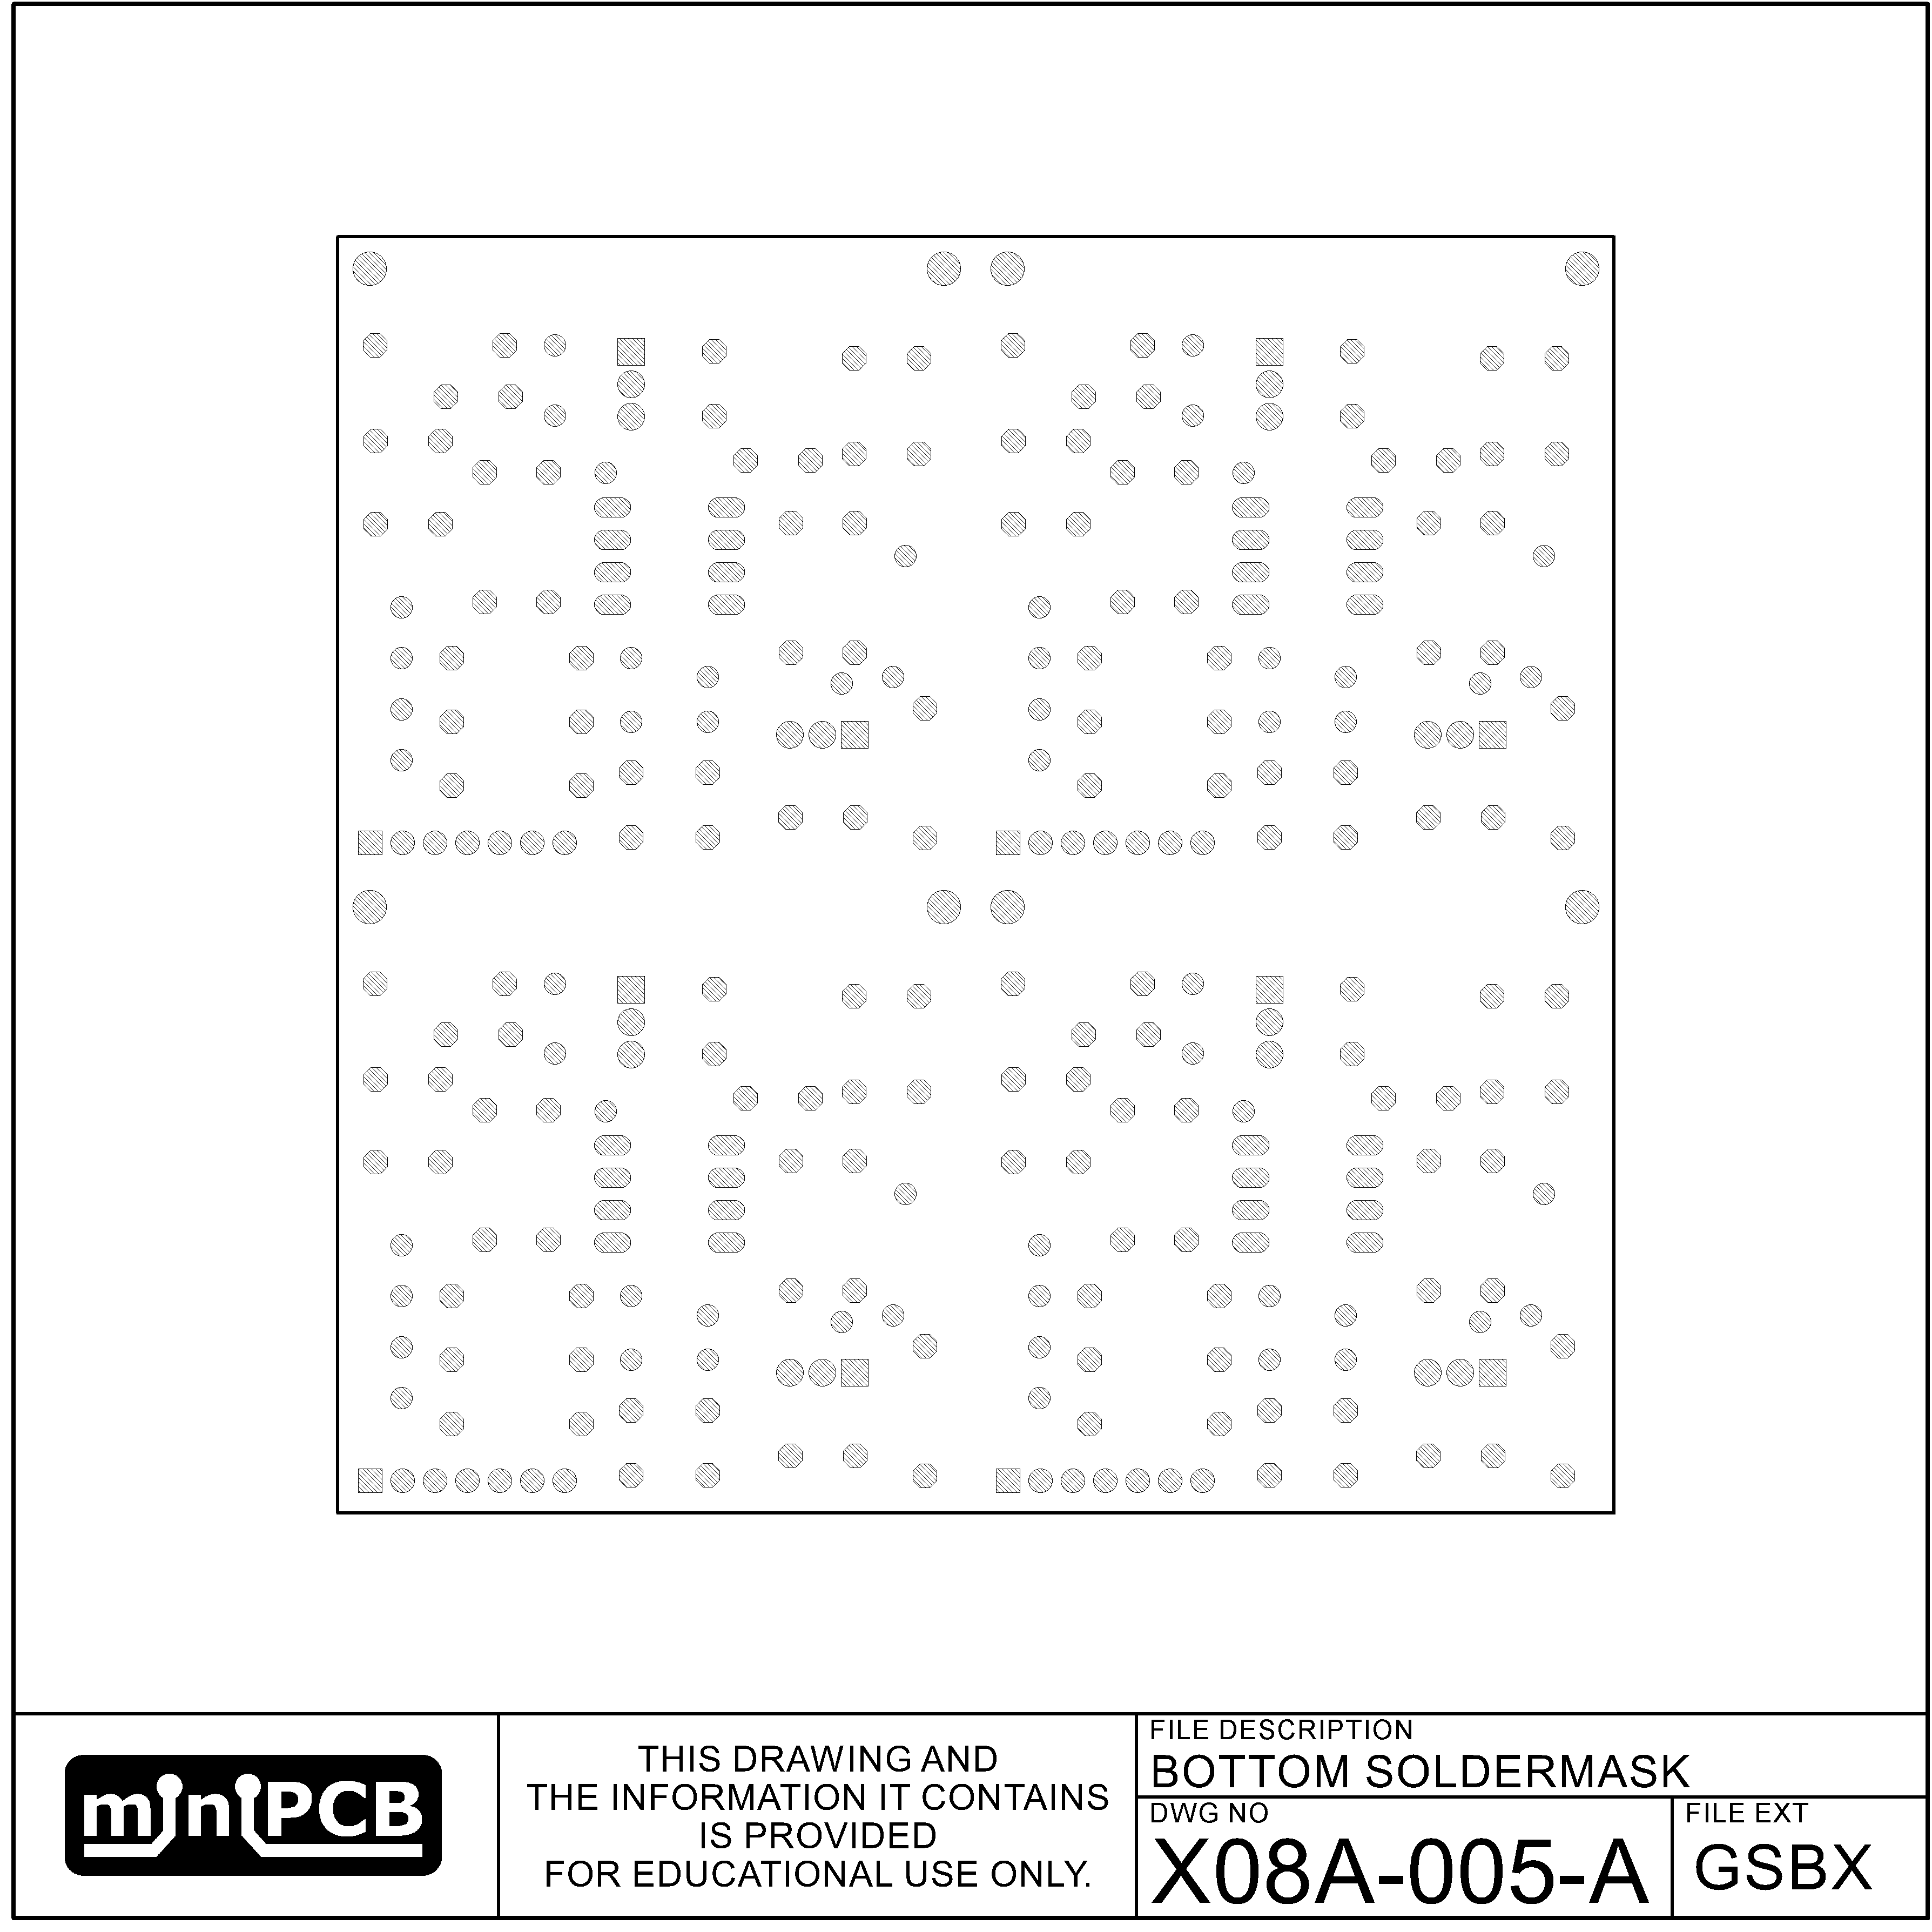 miniPCB
THIS DRAWING AND
THE INFORMATION IT CONTAINS
IS PROVIDED
FOR EDUCATIONAL USE ONLY.
FILE DESCRIPTION
BOTTOM SOLDERMASK
DWG NO
X08A-005-A
FILE EXT
GSBX